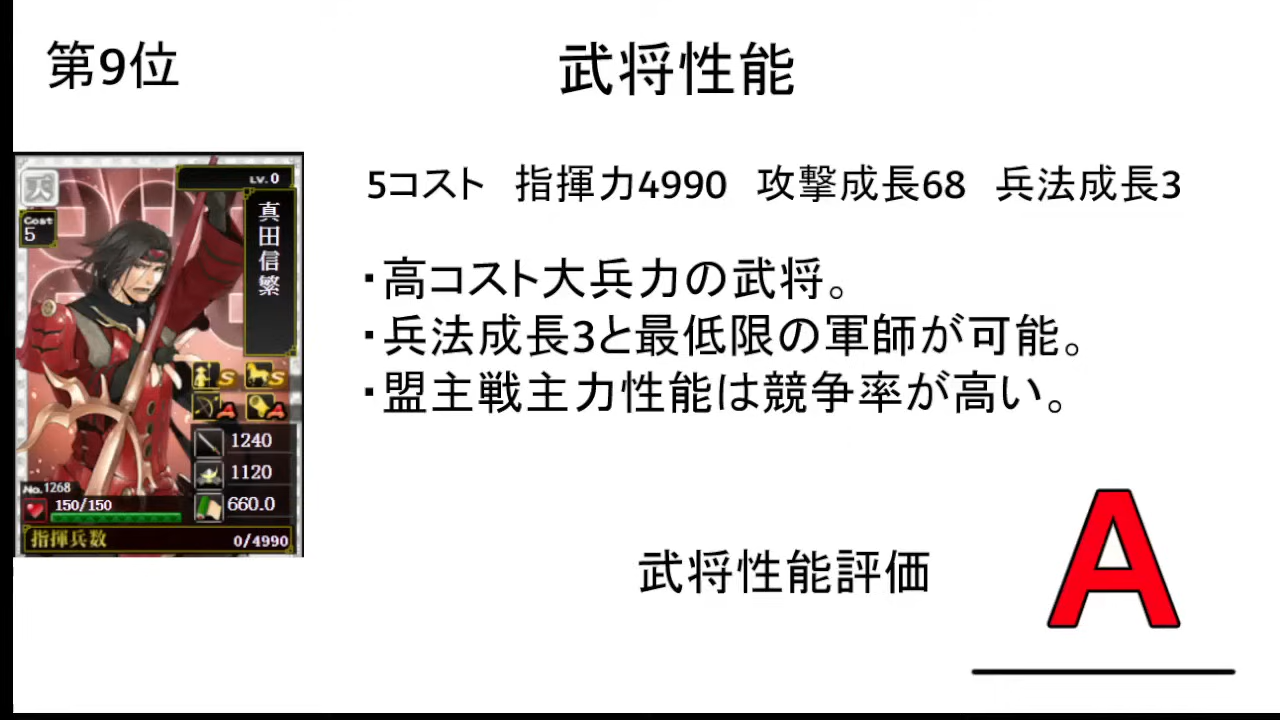 第9位
武将性能
天
LV. 0
Cost
5
真田信繁
5コスト 指揮力4990 攻撃成長68 兵法成長3
・高コスト大兵力の武将。
・兵法成長3と最低限の軍師が可能。
・盟主戦主力性能は競争率が高い。
S S
A A
1240
1120
660.0
No. 1268
150/150
指揮兵数 0/4990
武将性能評価
A